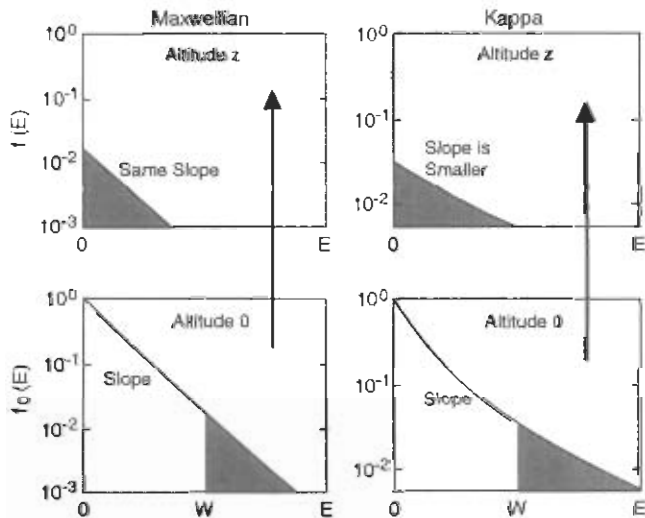 Maxwellian
Altitude z
f (E)
10^0
10^-1
10^-2
10^-3
Same Slope
0
E
Kappa
Altitude z
10^0
10^-1
10^-2
Slope is
Smaller
0
E
Altitude 0
f_0 (E)
10^0
10^-1
10^-2
10^-3
Slope
0
W
E
Altitude 0
10^0
10^-1
10^-2
Slope
0
W
E